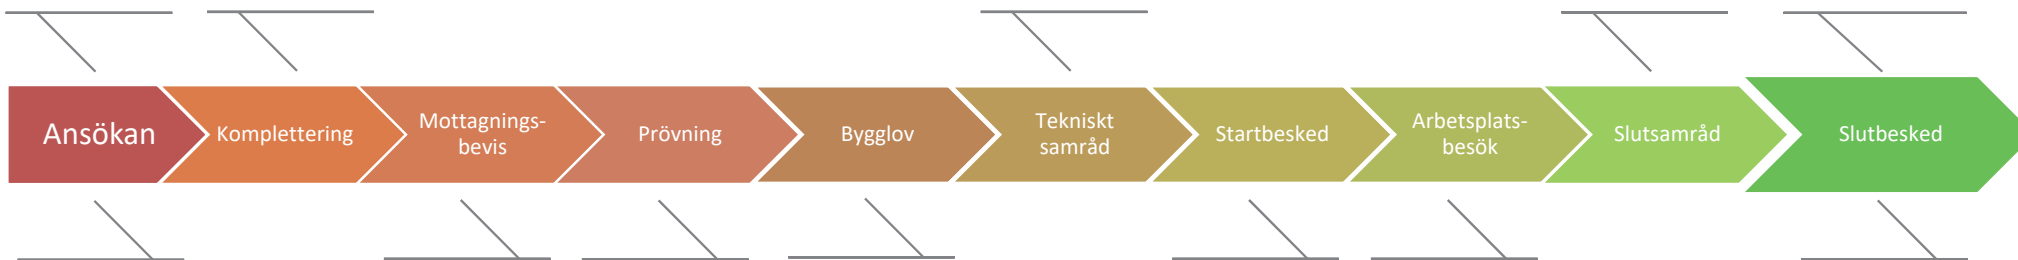 Ansökan
Komplettering
Mottagnings-
bevis
Prövning
Bygglov
Tekniskt
samråd
Startbesked
Arbetsplats-
besök
Slutsamråd
Slutbesked